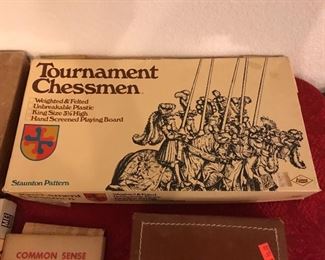 Tournament
Chessmen
Weighted & Felted
Unbreakable Plastic
King Size 3¾ High
Hand Screened Playing Board
Staunton Pattern
COMMON SENSE